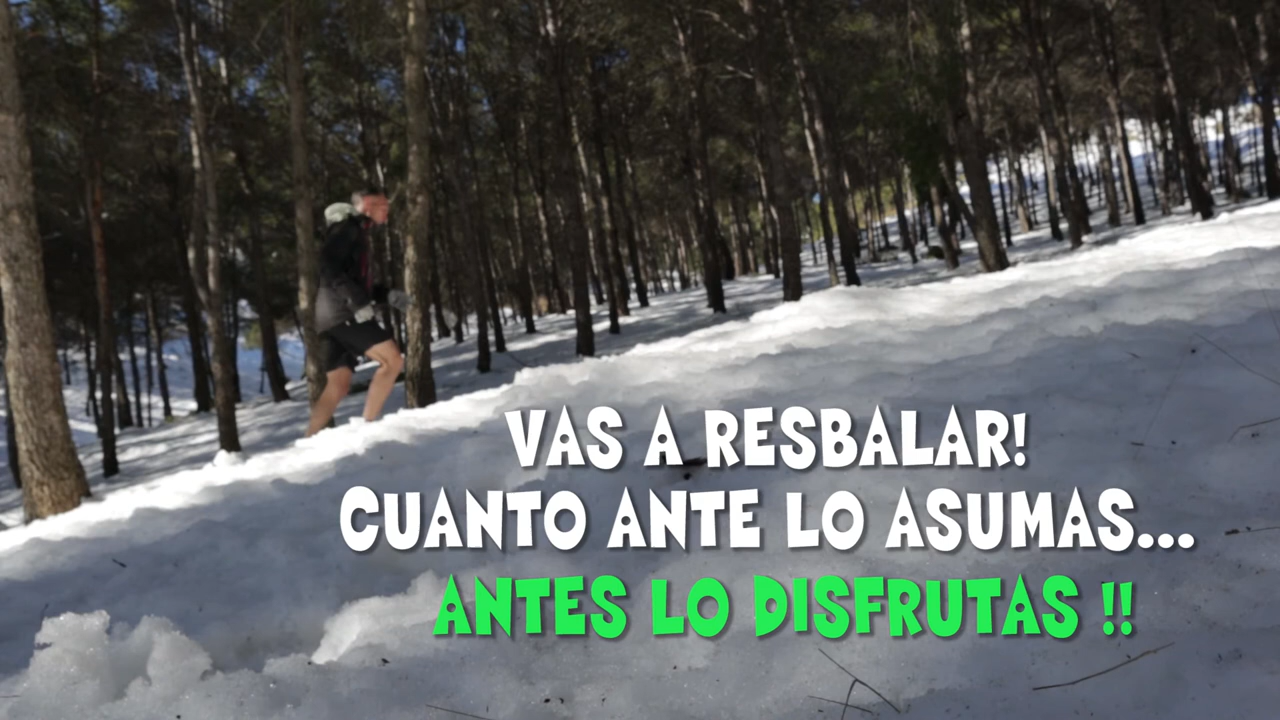 VAS A RESBALAR!
CUANTO ANTE LO ASUMAS...
ANTES LO DISFRUTAS !!